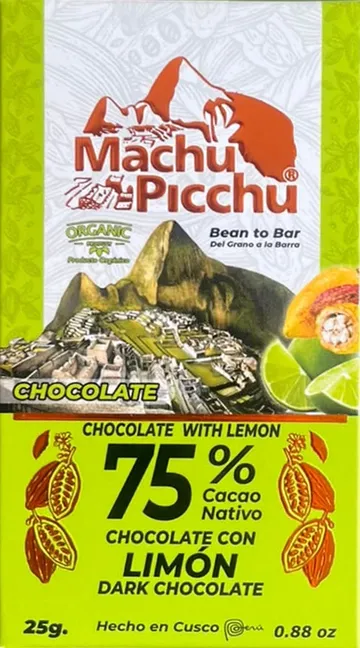 Machu
Picchu®
ORGANIC
Producto Orgánico
Bean to Bar
Del Grano a la Barra
CHOCOLATE
CHOCOLATE WITH LEMON
75%
Cacao
Nativo
CHOCOLATE CON
LIMÓN
DARK CHOCOLATE
25g. Hecho en Cusco Perú 0.88 oz